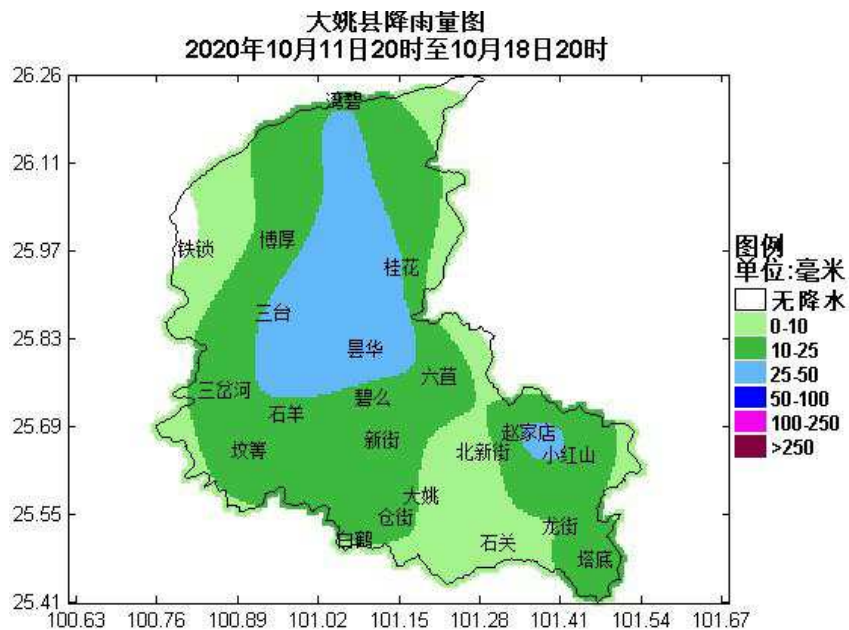 大姚县降雨量图
2020年10月11日20时至10月18日20时
26.26
26.11
25.97
25.83
25.69
25.55
25.41
100.63 100.76 100.89 101.02 101.15 101.28 101.41 101.54 101.67
湾碧
铁锁
博厚
桂花
三台
昙华
三岔河
石羊
碧么
六苴
坟箐
新街
北新街
赵家店
小红山
大姚
仓街
白鹤
石关
龙街
塔底
图例
单位:毫米
无降水
0-10
10-25
25-50
50-100
100-250
>250